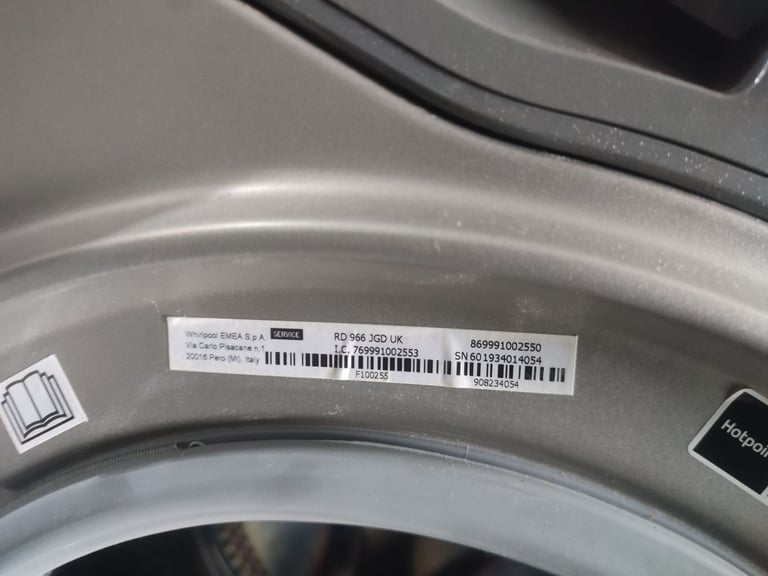 Whirlpool EMEA S.p.A. SERVICE
Via Carlo Pisacane n.1
20016 Pero (MI), Italy
RD 966 JGD UK
I.C. 769991002553
F100255
869991002550
SN 601934014054
908234054
Hotpoin